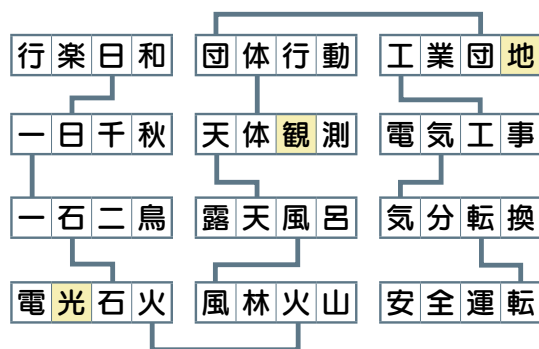 行楽日和
一日千秋
一石二鳥
電光石火
団体行動
天体観測
露天風呂
風林火山
工業団地
電気工事
気分転換
安全運転